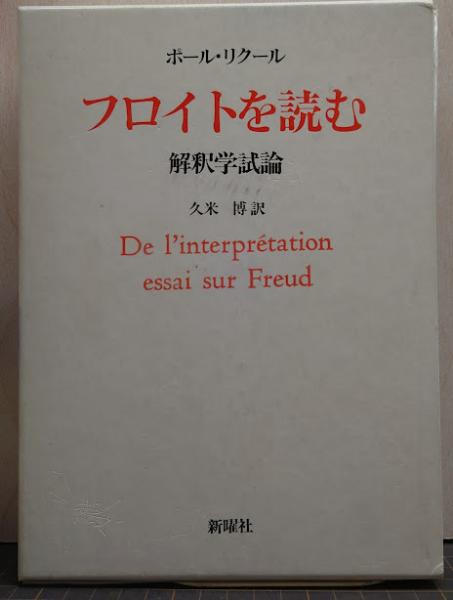 ポール・リクール
フロイトを読む
解釈学試論
久米 博訳
De l'interprétation
essai sur Freud
新曜社